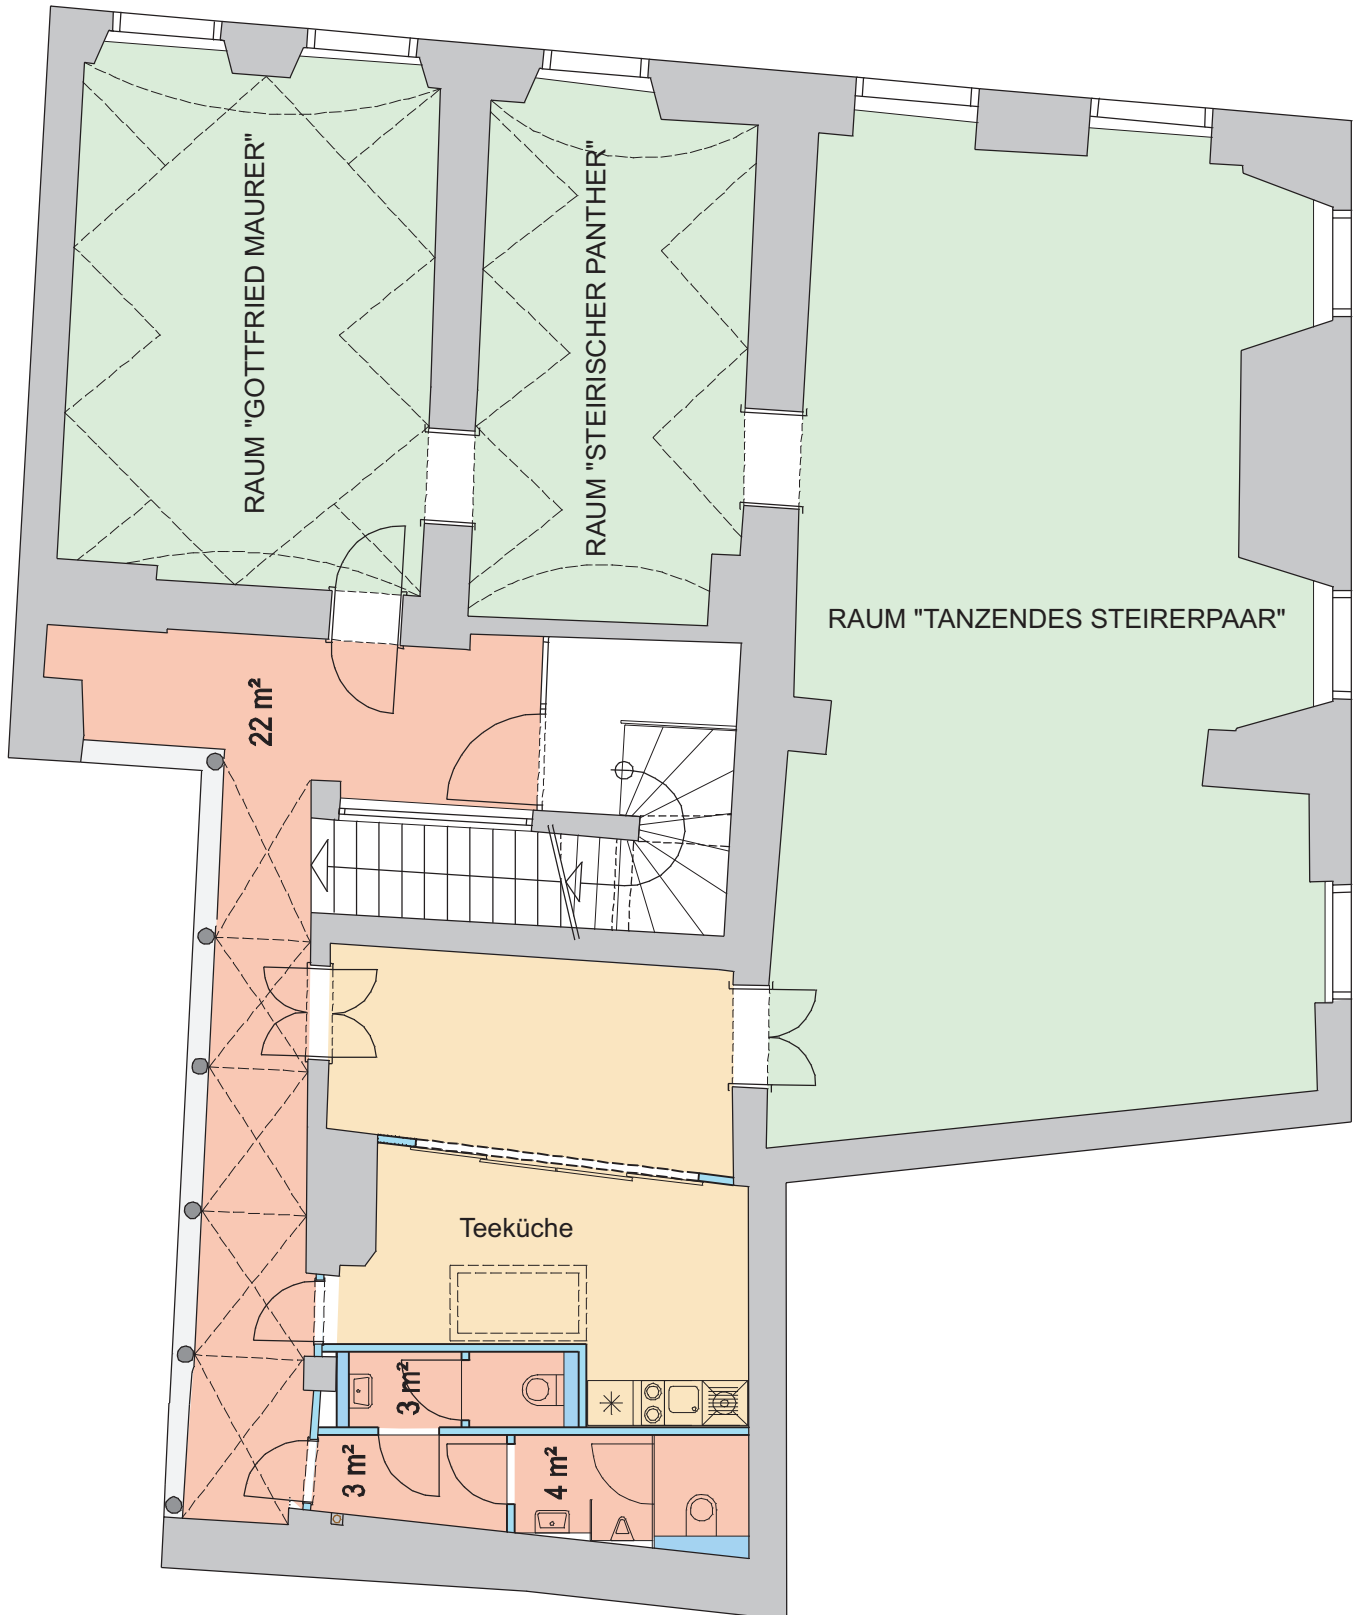 RAUM "GOTTFRIED MAURER"
RAUM "STEIRISCHER PANTHER"
RAUM "TANZENDES STEIRERPAAR"
22 m²
Teeküche
3 m²
3 m²
4 m²